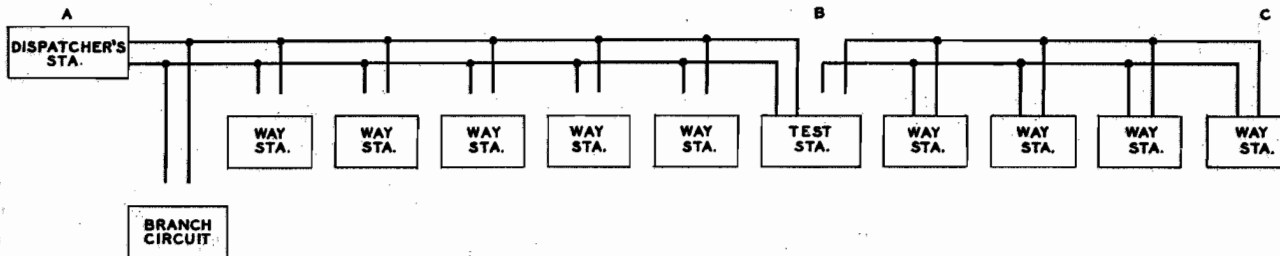 A
B
C
DISPATCHER'S
STA.
WAY
STA.
WAY
STA.
WAY
STA.
WAY
STA.
WAY
STA.
TEST
STA.
WAY
STA.
WAY
STA.
WAY
STA.
WAY
STA.
BRANCH
CIRCUIT